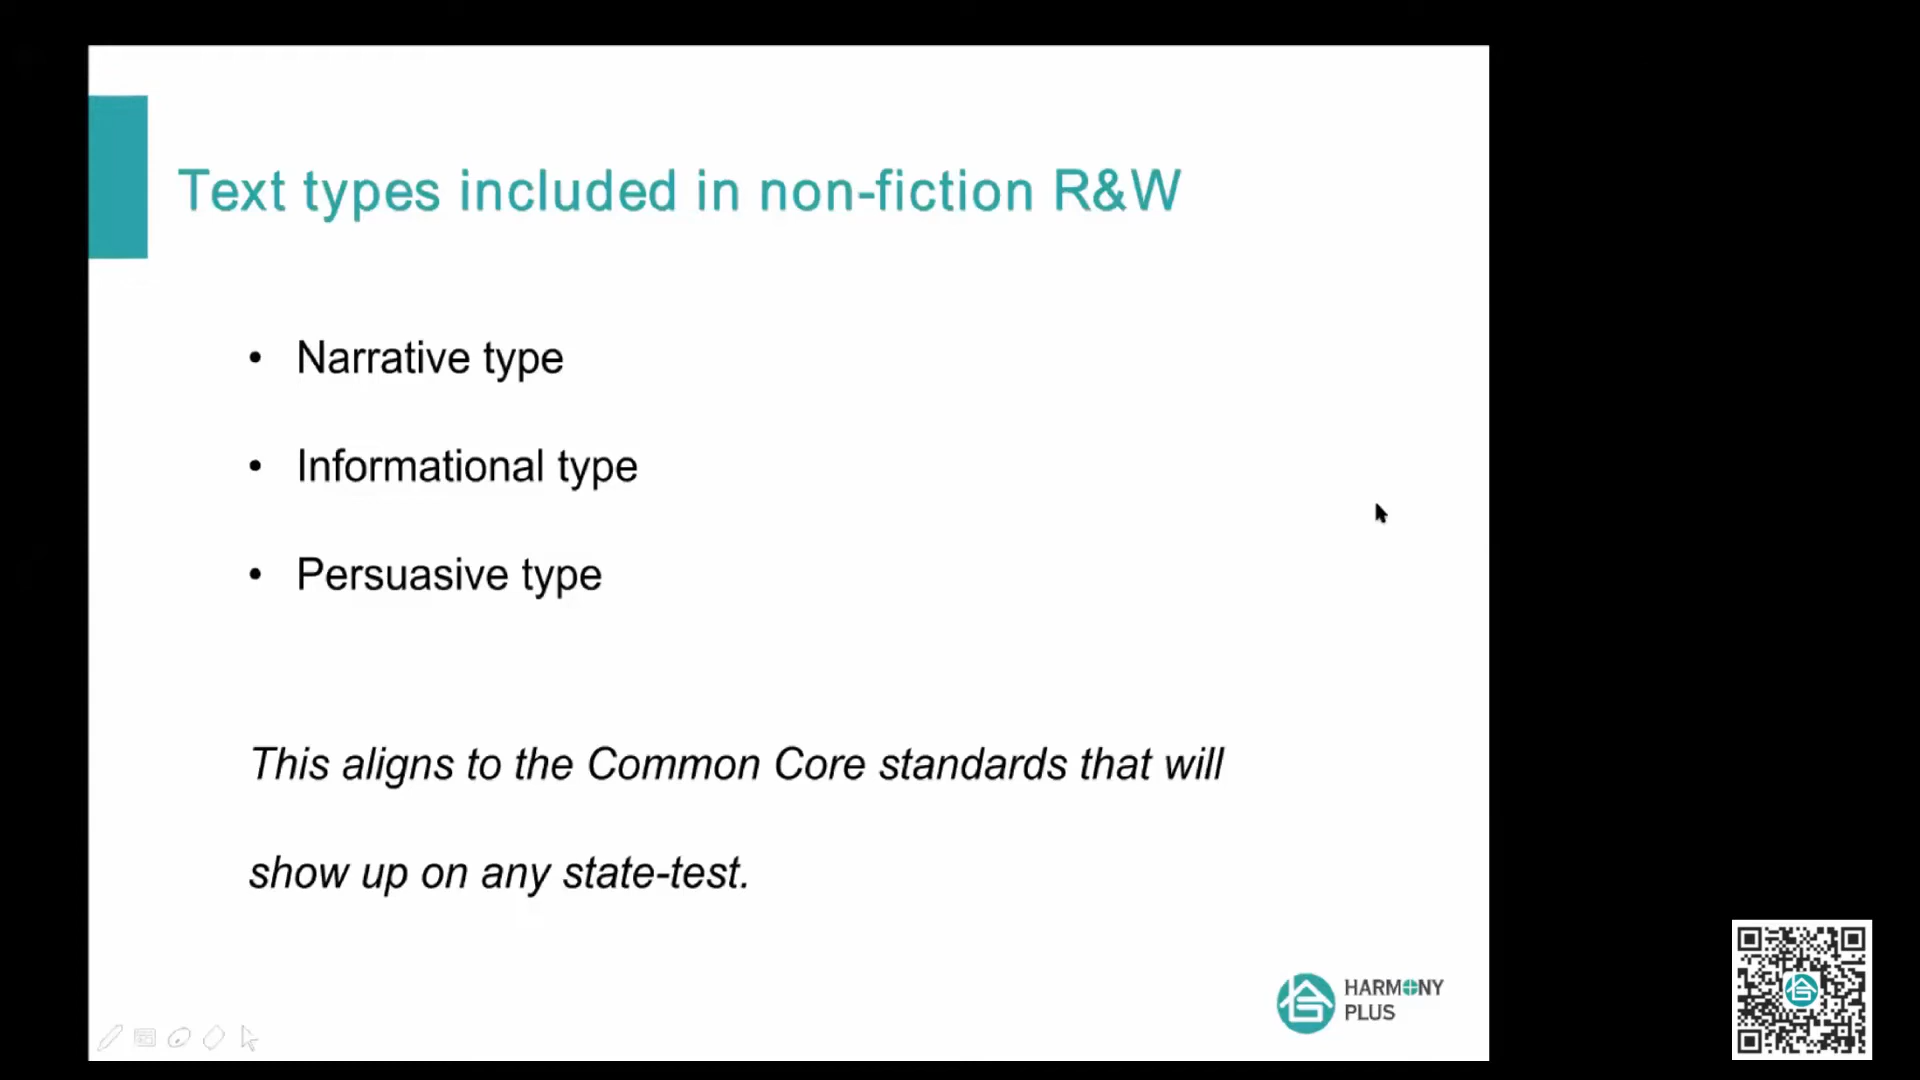 Text types included in non-fiction R&W
• Narrative type
• Informational type
• Persuasive type
This aligns to the Common Core standards that will
show up on any state-test.
HARMONY
PLUS